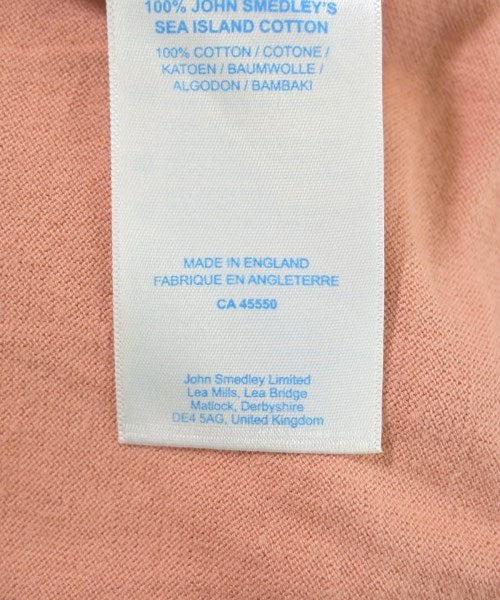 100% JOHN SMEDLEY'S
SEA ISLAND COTTON
100% COTTON / COTONE /
KATOEN / BAUMWOLLE /
ALGODON / BAMBAKI
MADE IN ENGLAND
FABRIQUE EN ANGLETERRE
CA 45550
John Smedley Limited
Lea Mills, Lea Bridge
Matlock, Derbyshire
DE4 5AG, United Kingdom